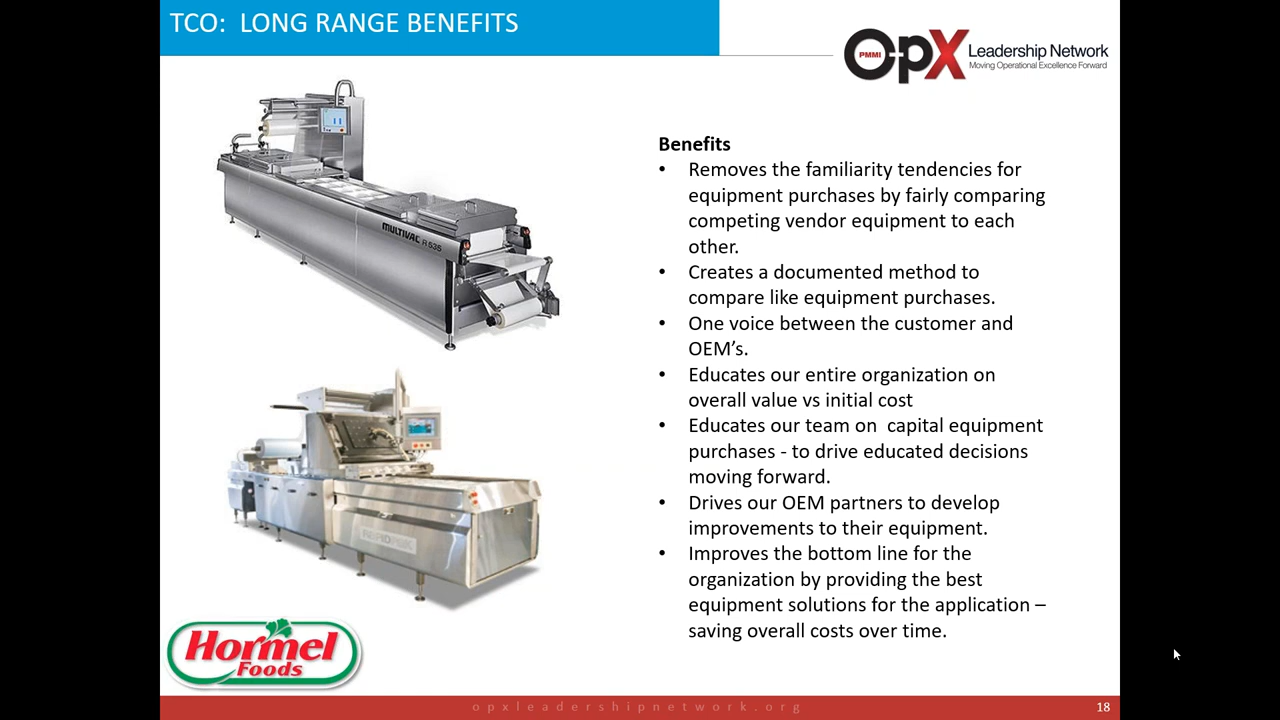 TCO:  LONG RANGE BENEFITS
PMMI
OpX
Leadership Network
Moving Operational Excellence Forward
MULTIVAC R 535
Benefits
• Removes the familiarity tendencies for
equipment purchases by fairly comparing
competing vendor equipment to each
other.
• Creates a documented method to
compare like equipment purchases.
• One voice between the customer and
OEM’s.
• Educates our entire organization on
overall value vs initial cost
• Educates our team on  capital equipment
purchases - to drive educated decisions
moving forward.
• Drives our OEM partners to develop
improvements to their equipment.
• Improves the bottom line for the
organization by providing the best
equipment solutions for the application –
saving overall costs over time.
RAPIDPAK
Hormel
Foods
opxleadershipnetwork.org
18